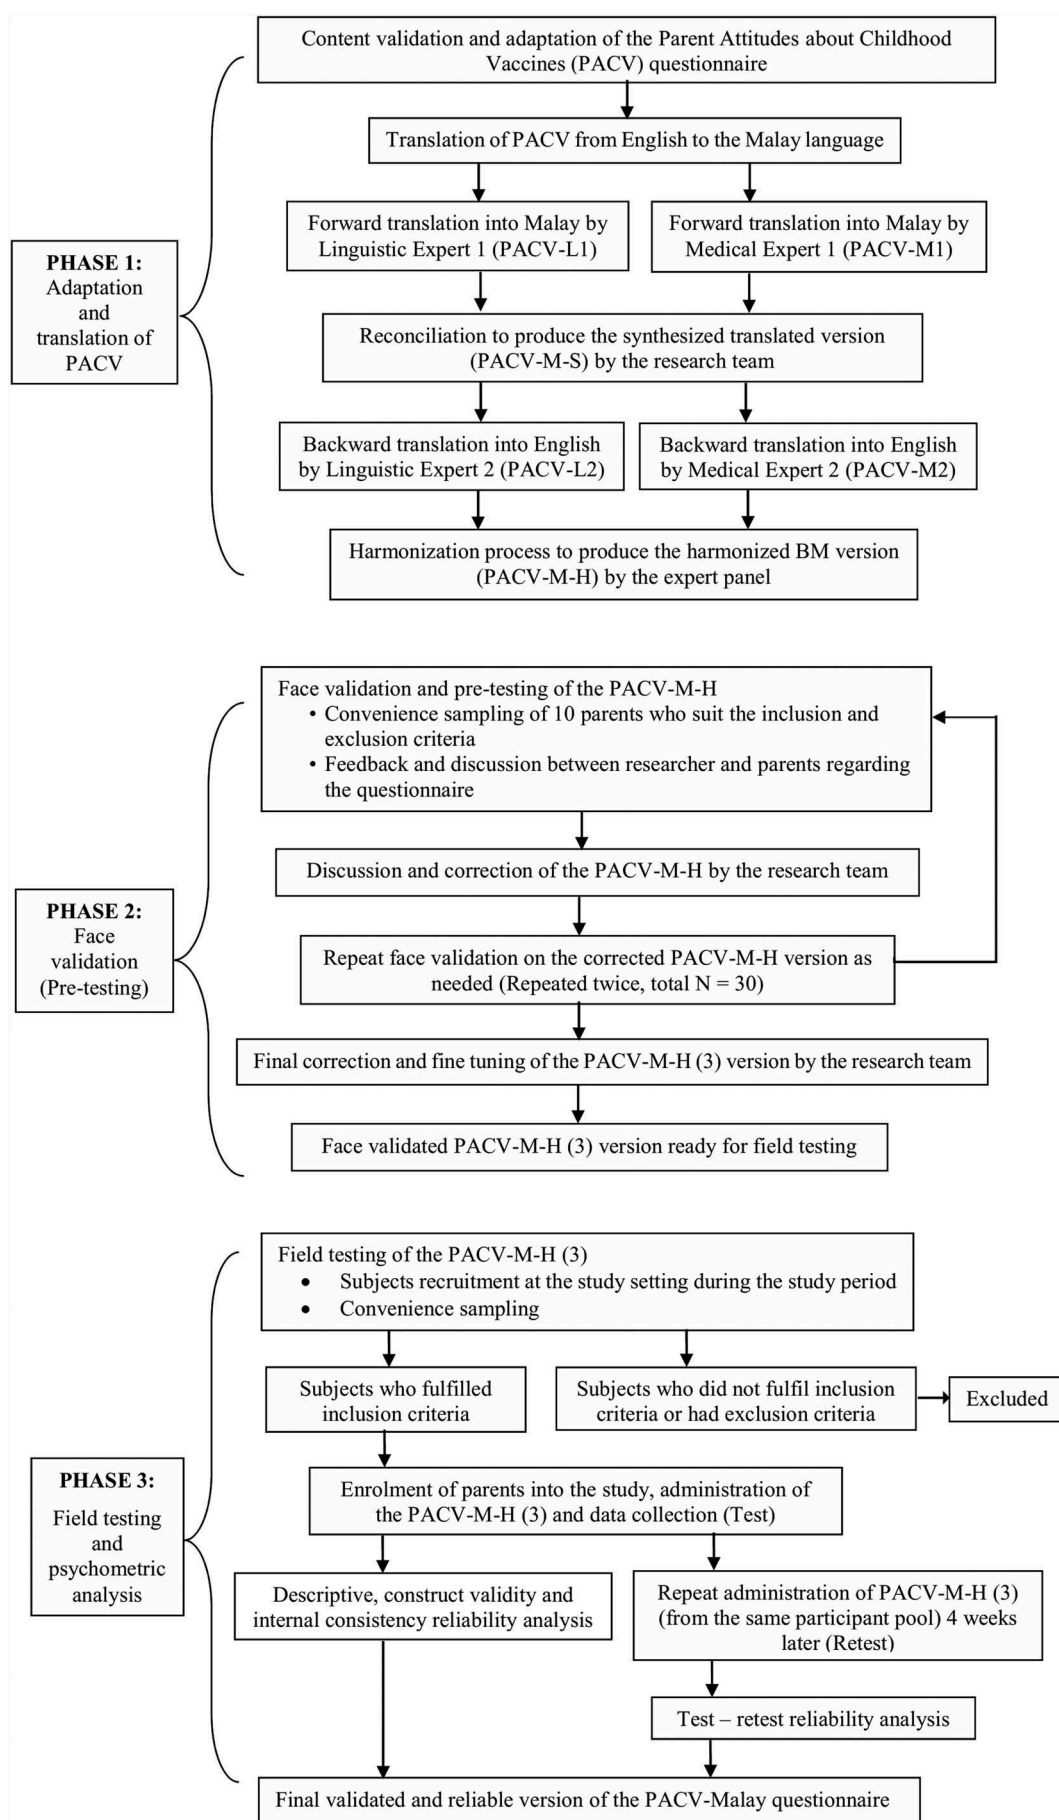 Content validation and adaptation of the Parent Attitudes about Childhood
Vaccines (PACV) questionnaire
Translation of PACV from English to the Malay language
Forward translation into Malay by
Linguistic Expert 1 (PACV-L1)
Forward translation into Malay by
Medical Expert 1 (PACV-M1)
PHASE 1:
Adaptation
and
translation of
PACV
Reconciliation to produce the synthesized translated version
(PACV-M-S) by the research team
Backward translation into English
by Linguistic Expert 2 (PACV-L2)
Backward translation into English
by Medical Expert 2 (PACV-M2)
Harmonization process to produce the harmonized BM version
(PACV-M-H) by the expert panel
Face validation and pre-testing of the PACV-M-H
• Convenience sampling of 10 parents who suit the inclusion and
exclusion criteria
• Feedback and discussion between researcher and parents regarding
the questionnaire
Discussion and correction of the PACV-M-H by the research team
PHASE 2:
Face
validation
(Pre-testing)
Repeat face validation on the corrected PACV-M-H version as
needed (Repeated twice, total N = 30)
Final correction and fine tuning of the PACV-M-H (3) version by the research team
Face validated PACV-M-H (3) version ready for field testing
Field testing of the PACV-M-H (3)
• Subjects recruitment at the study setting during the study period
• Convenience sampling
Subjects who fulfilled
inclusion criteria
Subjects who did not fulfil inclusion
criteria or had exclusion criteria
Excluded
PHASE 3:
Field testing
and
psychometric
analysis
Enrolment of parents into the study, administration of
the PACV-M-H (3) and data collection (Test)
Descriptive, construct validity and
internal consistency reliability analysis
Repeat administration of PACV-M-H (3)
(from the same participant pool) 4 weeks
later (Retest)
Test – retest reliability analysis
Final validated and reliable version of the PACV-Malay questionnaire